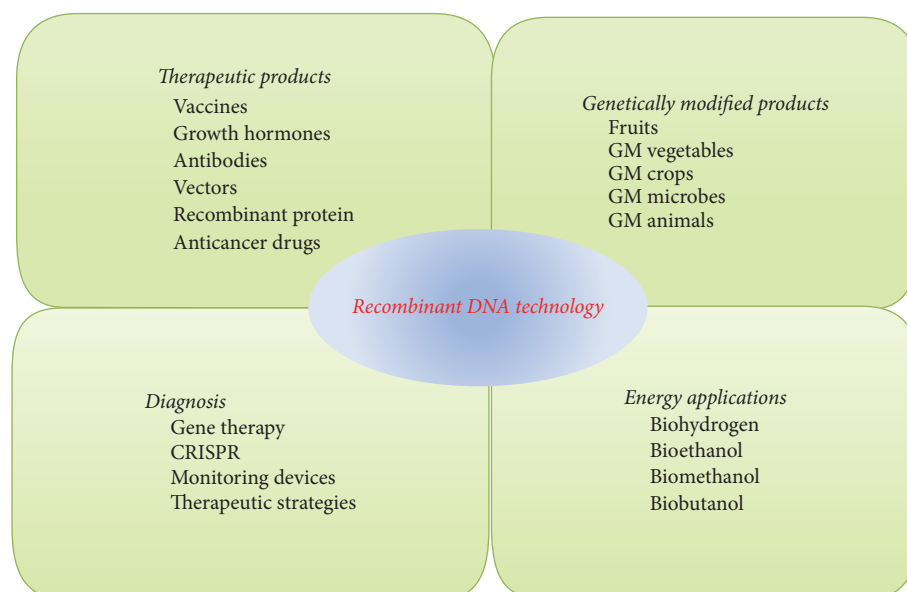 Therapeutic products
Vaccines
Growth hormones
Antibodies
Vectors
Recombinant protein
Anticancer drugs
Genetically modified products
Fruits
GM vegetables
GM crops
GM microbes
GM animals
Recombinant DNA technology
Diagnosis
Gene therapy
CRISPR
Monitoring devices
Therapeutic strategies
Energy applications
Biohydrogen
Bioethanol
Biomethanol
Biobutanol